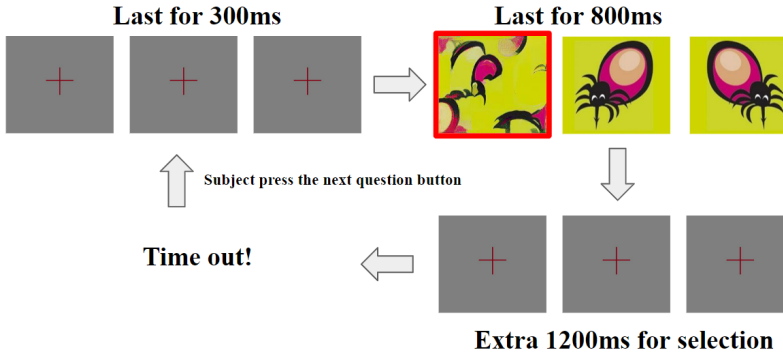 Last for 300ms
Last for 800ms
Subject press the next question button
Time out!
Extra 1200ms for selection